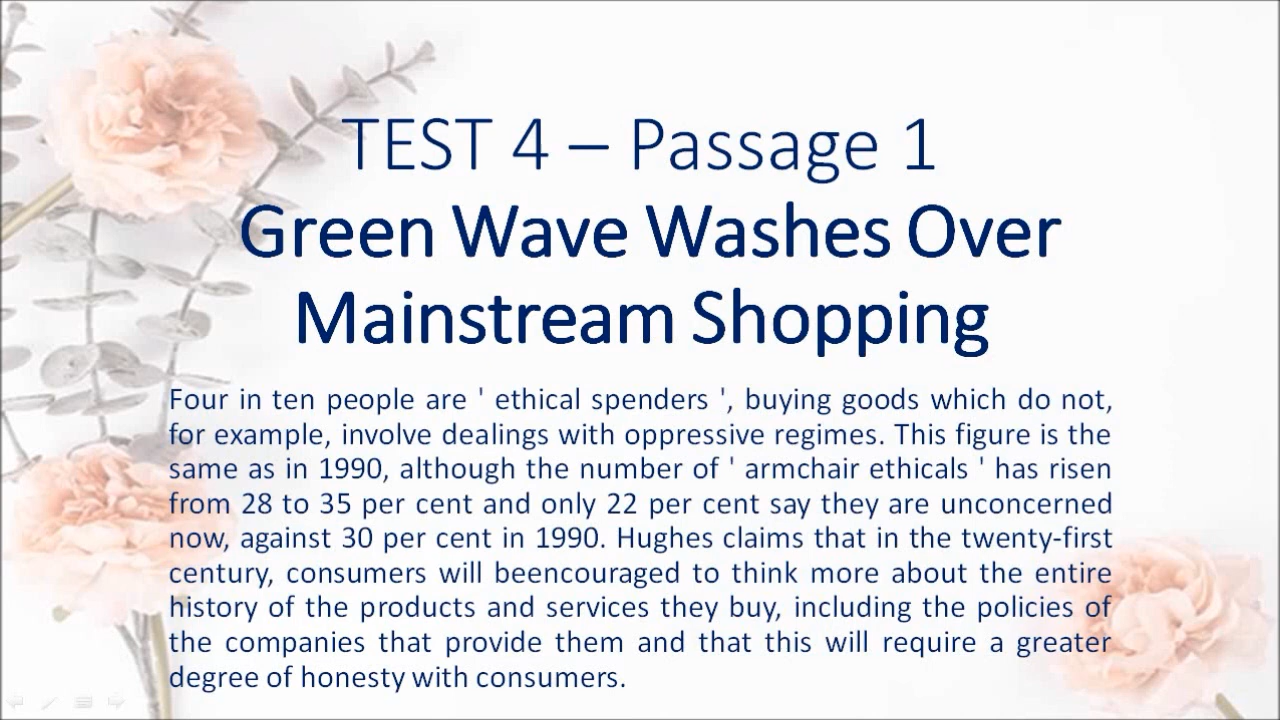 TEST 4 – Passage 1
Green Wave Washes Over
Mainstream Shopping
Four in ten people are ' ethical spenders ', buying goods which do not,
for example, involve dealings with oppressive regimes. This figure is the
same as in 1990, although the number of ' armchair ethicals ' has risen
from 28 to 35 per cent and only 22 per cent say they are unconcerned
now, against 30 per cent in 1990. Hughes claims that in the twenty-first
century, consumers will beencouraged to think more about the entire
history of the products and services they buy, including the policies of
the companies that provide them and that this will require a greater
degree of honesty with consumers.